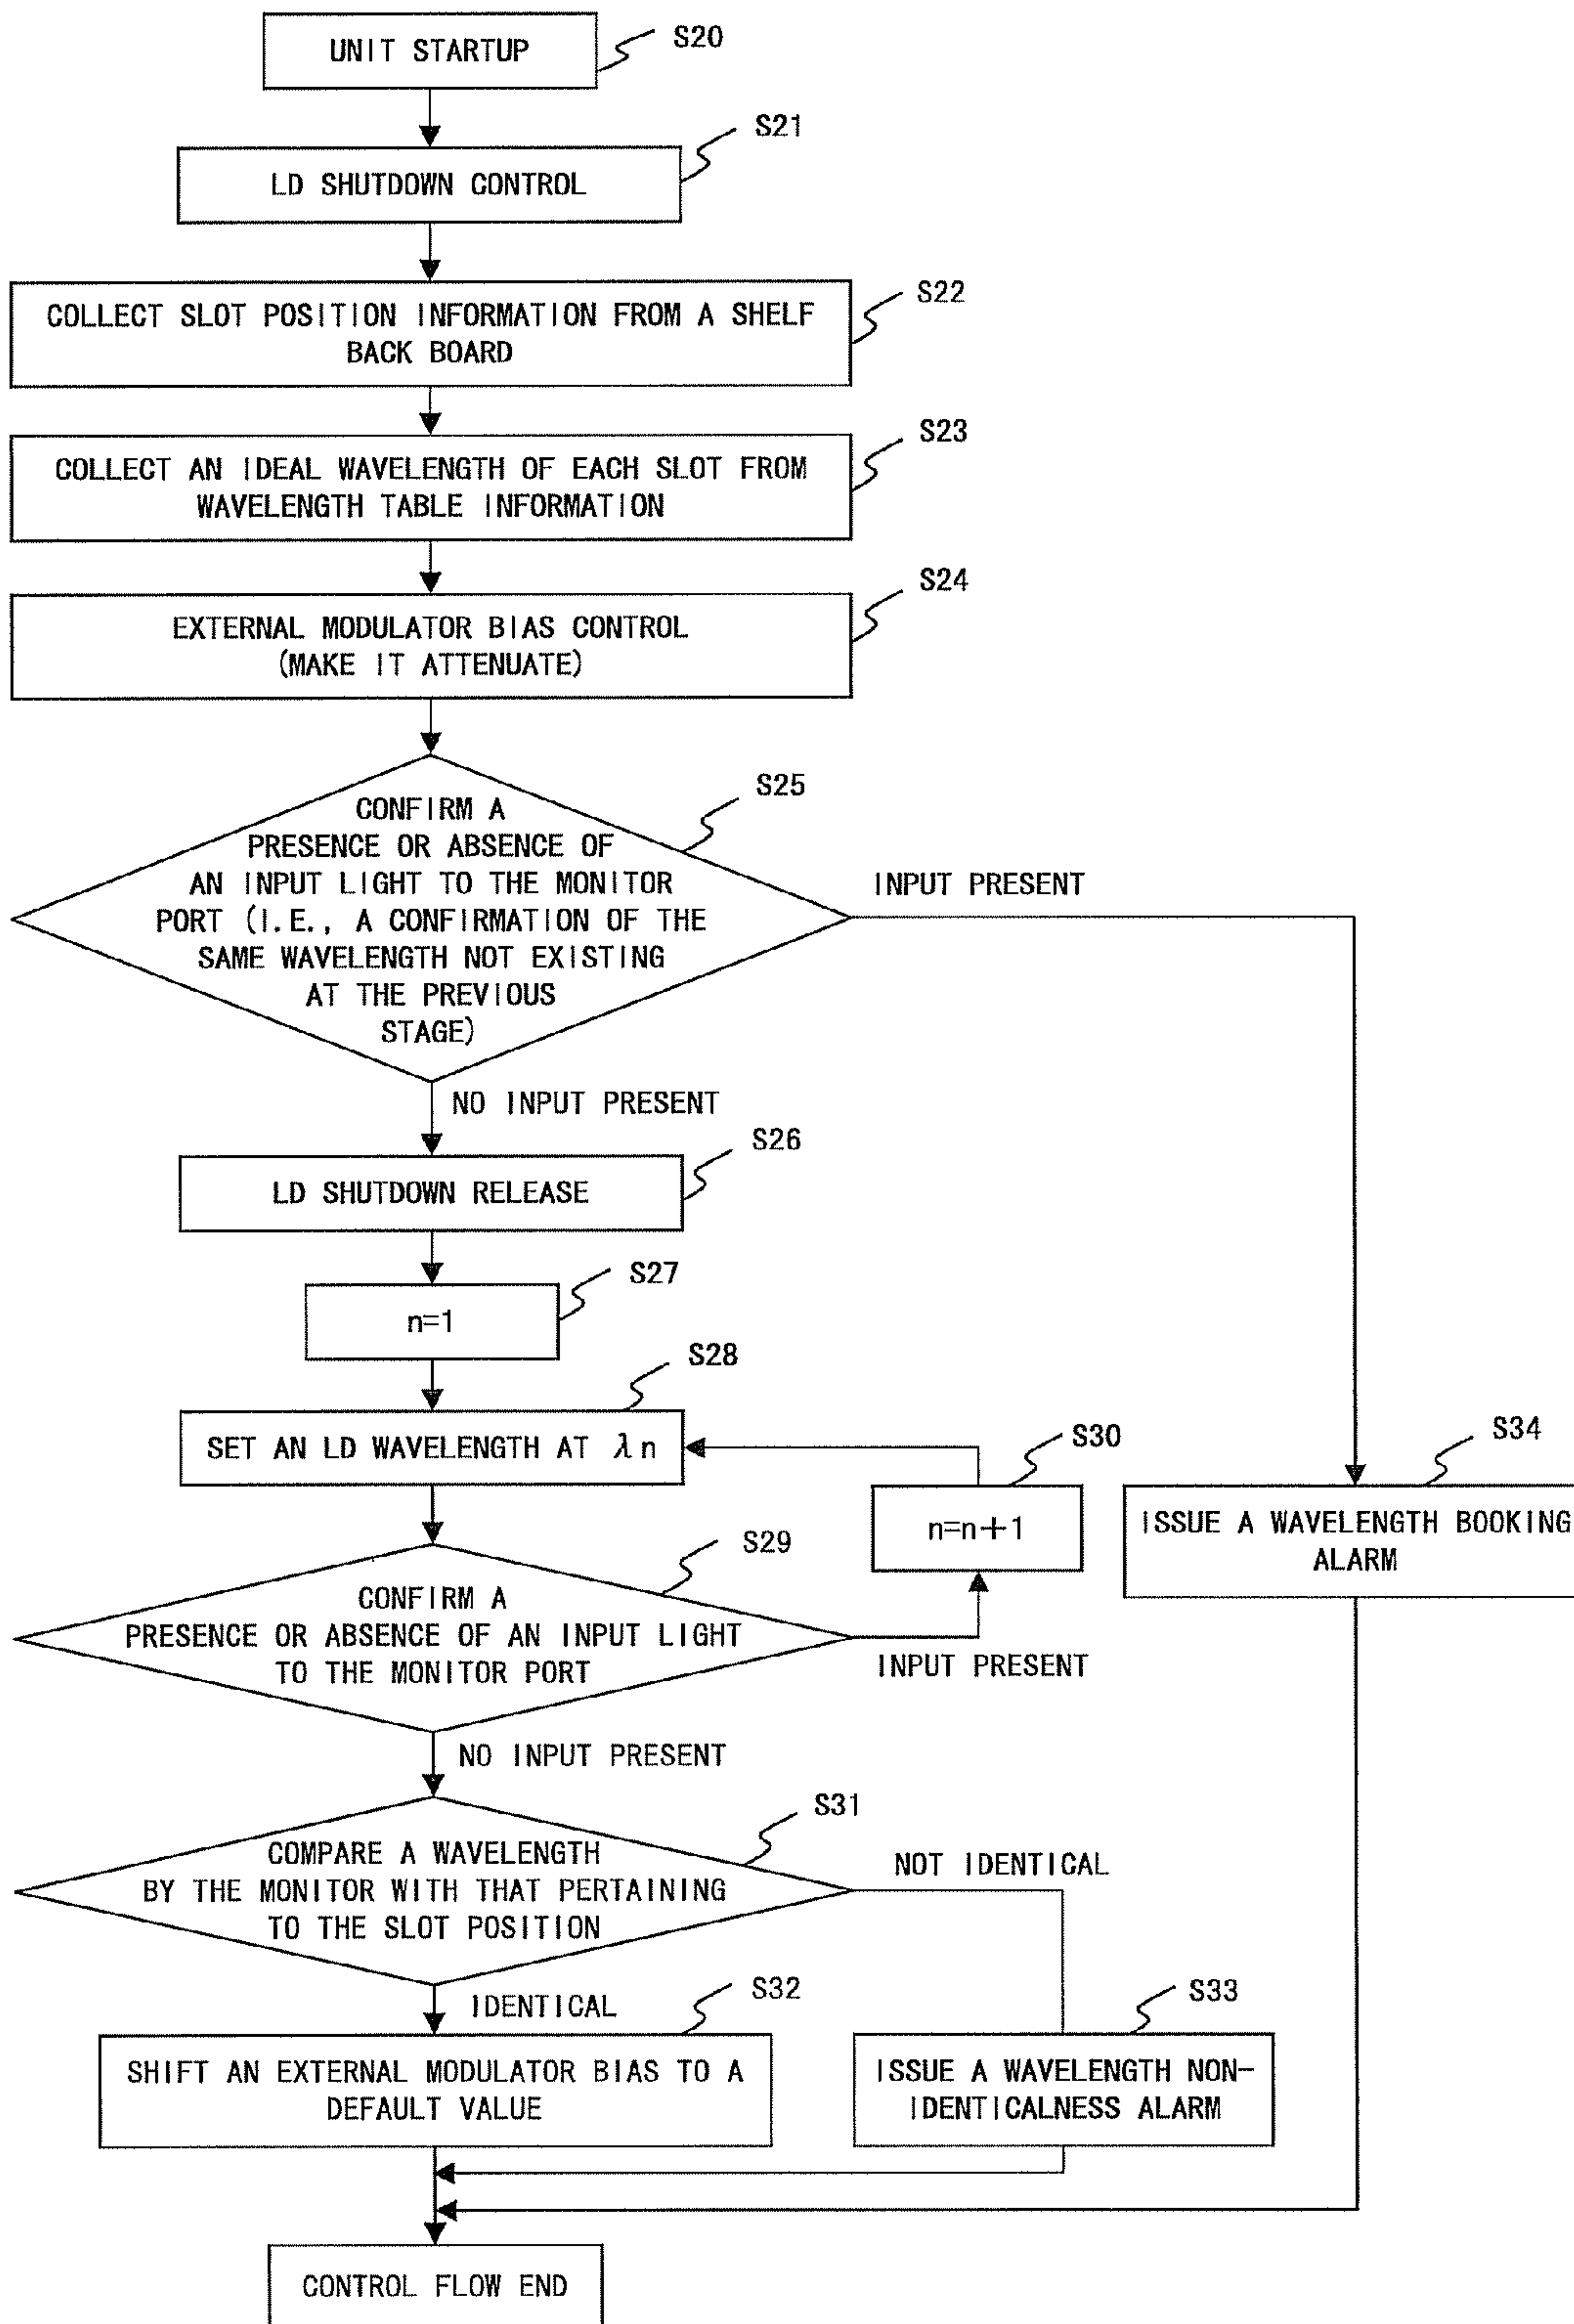 UNIT STARTUP
S20
LD SHUTDOWN CONTROL
S21
COLLECT SLOT POSITION INFORMATION FROM A SHELF
BACK BOARD
S22
COLLECT AN IDEAL WAVELENGTH OF EACH SLOT FROM
WAVELENGTH TABLE INFORMATION
S23
EXTERNAL MODULATOR BIAS CONTROL
(MAKE IT ATTENUATE)
S24
CONFIRM A
PRESENCE OR ABSENCE OF
AN INPUT LIGHT TO THE MONITOR
PORT (I.E., A CONFIRMATION OF THE
SAME WAVELENGTH NOT EXISTING
AT THE PREVIOUS
STAGE)
S25
INPUT PRESENT
NO INPUT PRESENT
LD SHUTDOWN RELEASE
S26
n=1
S27
SET AN LD WAVELENGTH AT λn
S28
n=n+1
S30
ISSUE A WAVELENGTH BOOKING
ALARM
S34
CONFIRM A
PRESENCE OR ABSENCE OF AN INPUT LIGHT
TO THE MONITOR PORT
S29
INPUT PRESENT
NO INPUT PRESENT
COMPARE A WAVELENGTH
BY THE MONITOR WITH THAT PERTAINING
TO THE SLOT POSITION
S31
NOT IDENTICAL
IDENTICAL
SHIFT AN EXTERNAL MODULATOR BIAS TO A
DEFAULT VALUE
S32
ISSUE A WAVELENGTH NON-
IDENTICALNESS ALARM
S33
CONTROL FLOW END